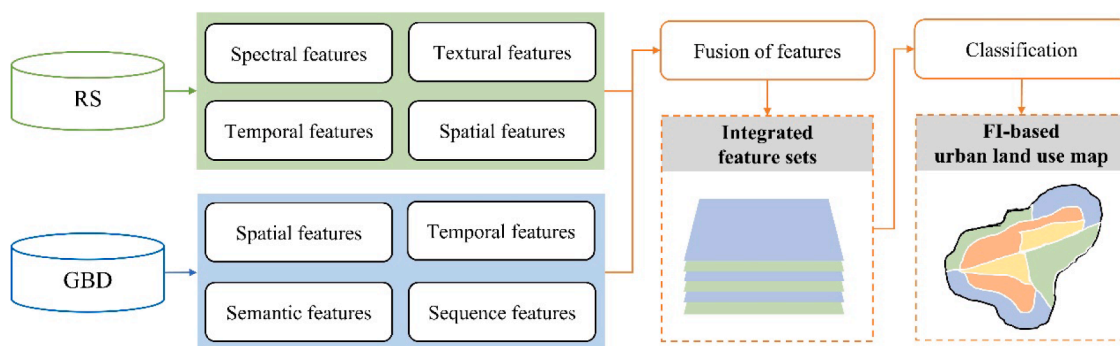 RS
Spectral features
Textural features
Temporal features
Spatial features
GBD
Spatial features
Temporal features
Semantic features
Sequence features
Fusion of features
Integrated
feature sets
Classification
FI-based
urban land use map